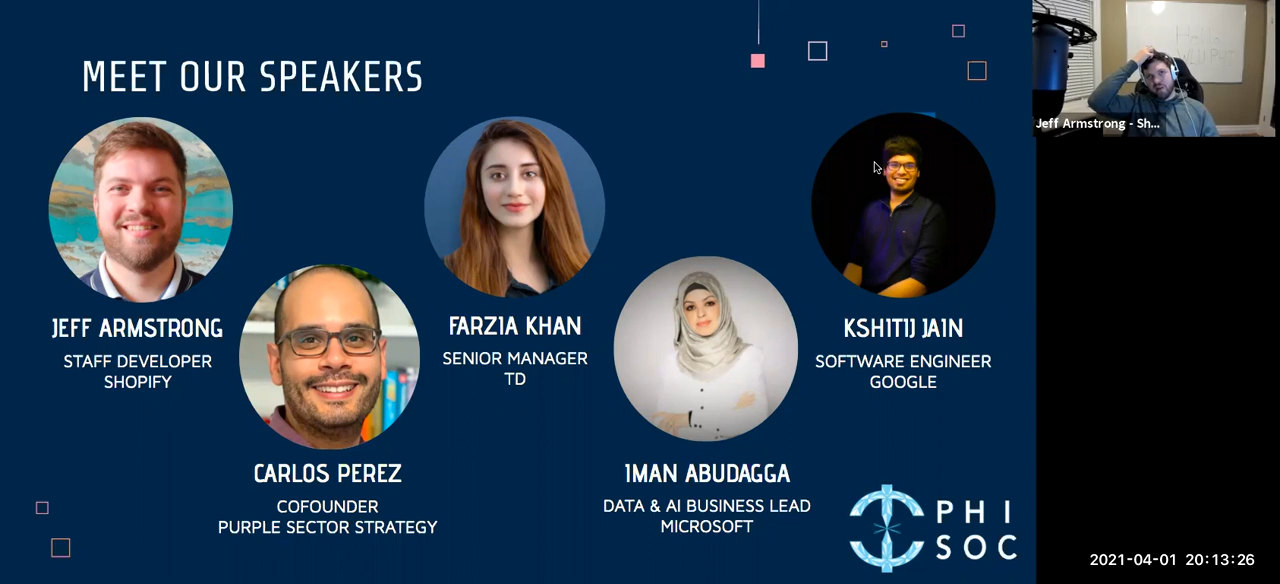 MEET OUR SPEAKERS
JEFF ARMSTRONG
STAFF DEVELOPER
SHOPIFY
CARLOS PEREZ
COFOUNDER
PURPLE SECTOR STRATEGY
FARZIA KHAN
SENIOR MANAGER
TD
IMAN ABUDAGGA
DATA & AI BUSINESS LEAD
MICROSOFT
KSHITIJ JAIN
SOFTWARE ENGINEER
GOOGLE
PHI
SOC
Jeff Armstrong - Sh...
2021-04-01 20:13:26